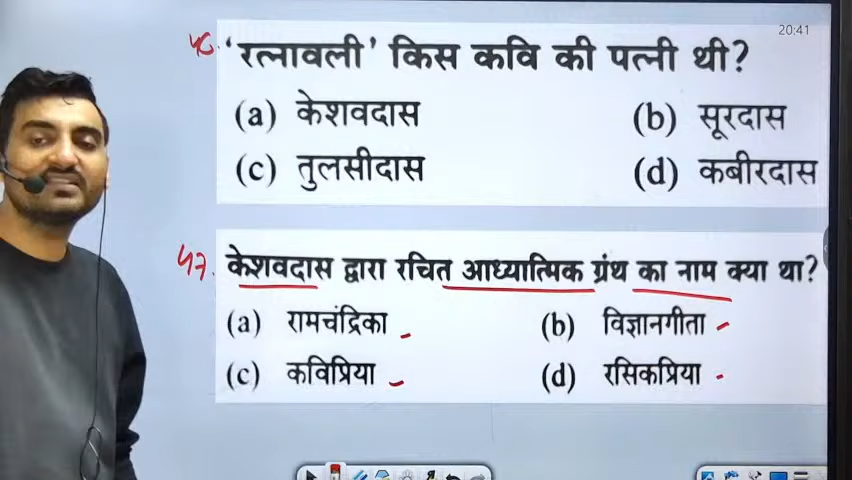 20:41
46. 'रत्नावली' किस कवि की पत्नी थी?
(a) केशवदास (b) सूरदास
(c) तुलसीदास (d) कबीरदास
47. केशवदास द्वारा रचित आध्यात्मिक ग्रंथ का नाम क्या था?
(a) रामचंद्रिका (b) विज्ञानगीता
(c) कविप्रिया (d) रसिकप्रिया